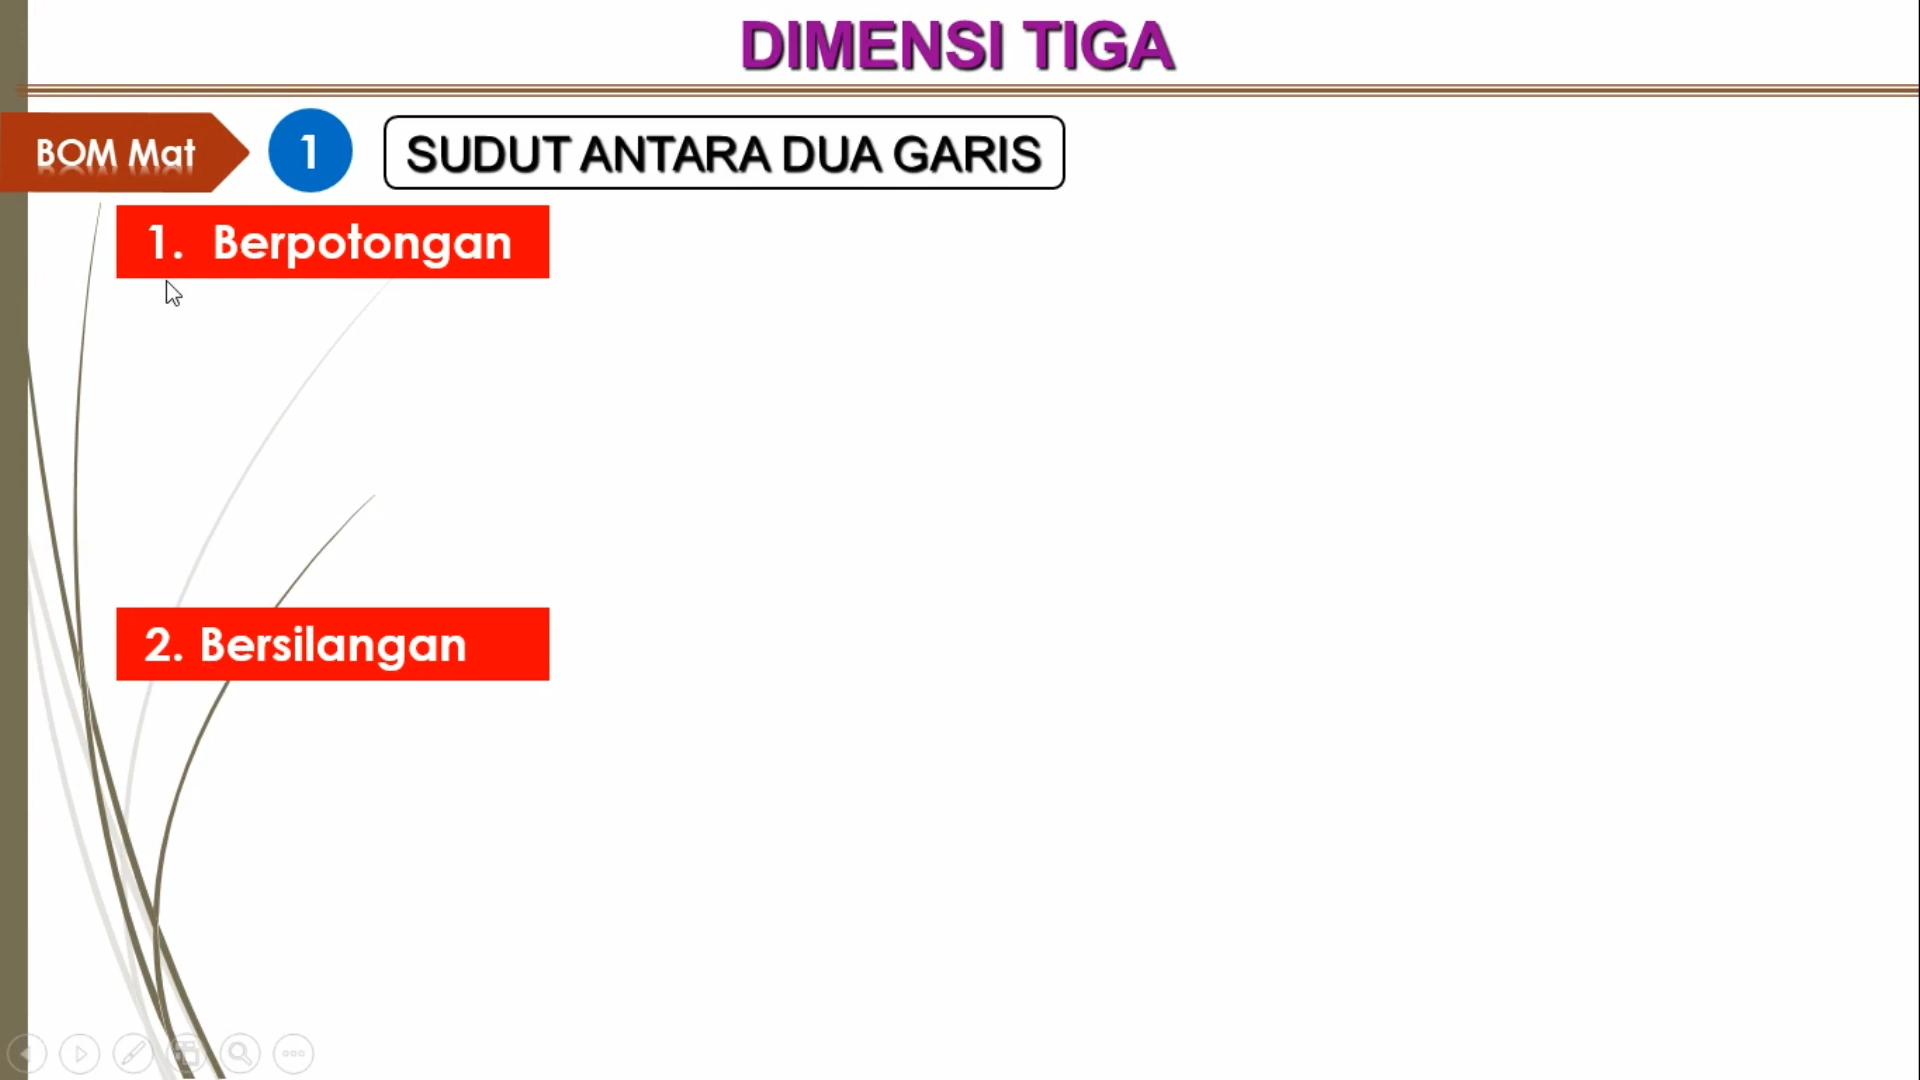 DIMENSI TIGA
BOM Mat
1
SUDUT ANTARA DUA GARIS
1. Berpotongan
2. Bersilangan